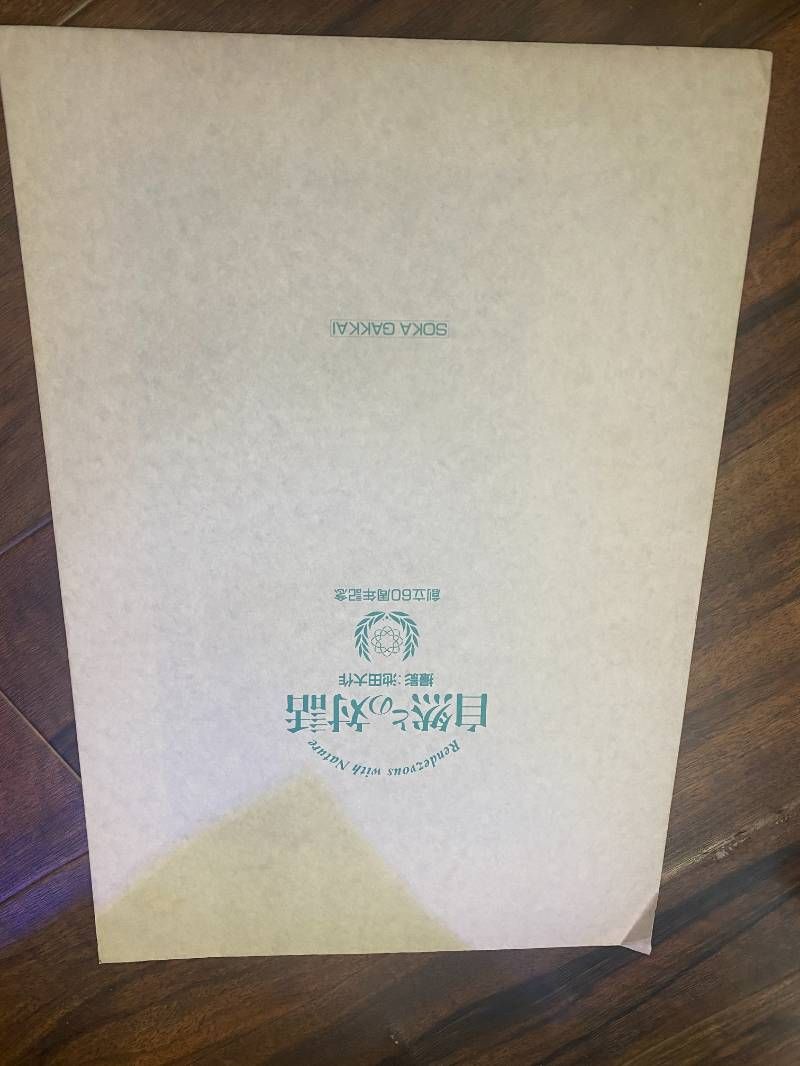 Rendezvous with Nature
自然との対話
撮影:池田大作
創立60周年記念
SOKA GAKKAI